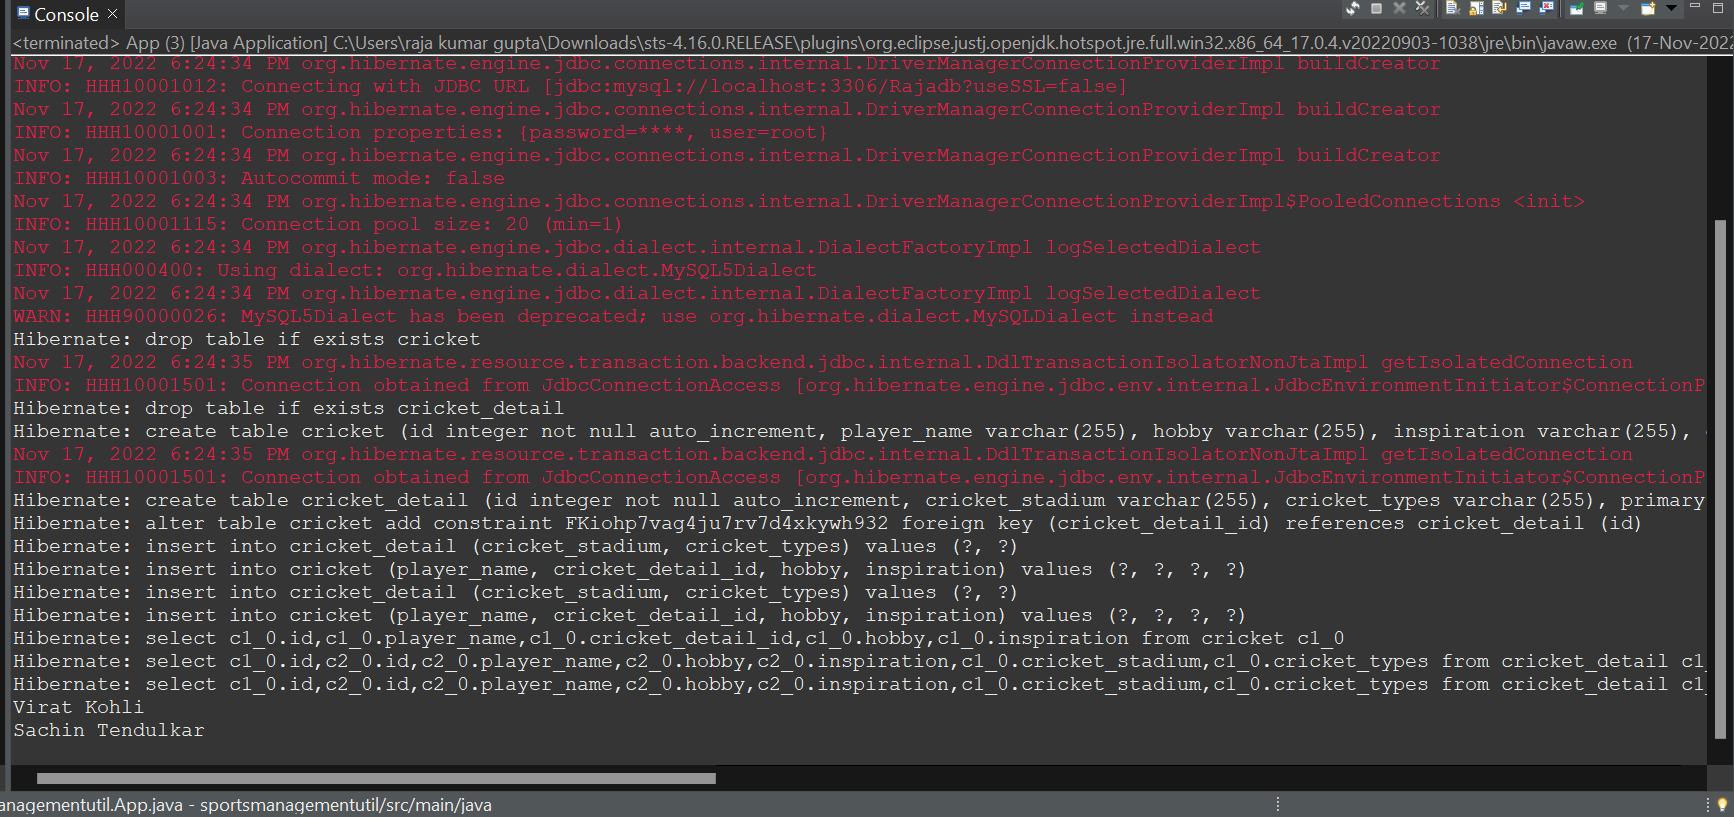 Console
<terminated> App (3) [Java Application] C:\Users\raja kumar gupta\Downloads\sts-4.16.0.RELEASE\plugins\org.eclipse.justj.openjdk.hotspot.jre.full.win32.x86_64_17.0.4.v20220903-1038\jre\bin\javaw.exe (17-Nov-2022
Nov 17, 2022 6:24:34 PM org.hibernate.engine.jdbc.connections.internal.DriverManagerConnectionProviderImpl buildCreator
INFO: HHH10001012: Connecting with JDBC URL [jdbc:mysql://localhost:3306/Rajadb?useSSL=false]
Nov 17, 2022 6:24:34 PM org.hibernate.engine.jdbc.connections.internal.DriverManagerConnectionProviderImpl buildCreator
INFO: HHH10001001: Connection properties: {password=****, user=root}
Nov 17, 2022 6:24:34 PM org.hibernate.engine.jdbc.connections.internal.DriverManagerConnectionProviderImpl buildCreator
INFO: HHH10001003: Autocommit mode: false
Nov 17, 2022 6:24:34 PM org.hibernate.engine.jdbc.connections.internal.DriverManagerConnectionProviderImpl$PooledConnections <init>
INFO: HHH10001115: Connection pool size: 20 (min=1)
Nov 17, 2022 6:24:34 PM org.hibernate.engine.jdbc.dialect.internal.DialectFactoryImpl logSelectedDialect
INFO: HHH000400: Using dialect: org.hibernate.dialect.MySQL5Dialect
Nov 17, 2022 6:24:34 PM org.hibernate.engine.jdbc.dialect.internal.DialectFactoryImpl logSelectedDialect
WARN: HHH90000026: MySQL5Dialect has been deprecated; use org.hibernate.dialect.MySQLDialect instead
Hibernate: drop table if exists cricket
Nov 17, 2022 6:24:35 PM org.hibernate.resource.transaction.backend.jdbc.internal.DdlTransactionIsolatorNonJtaImpl getIsolatedConnection
INFO: HHH10001501: Connection obtained from JdbcConnectionAccess [org.hibernate.engine.jdbc.env.internal.JdbcEnvironmentInitiator$ConnectionP
Hibernate: drop table if exists cricket_detail
Hibernate: create table cricket (id integer not null auto_increment, player_name varchar(255), hobby varchar(255), inspiration varchar(255),
Nov 17, 2022 6:24:35 PM org.hibernate.resource.transaction.backend.jdbc.internal.DdlTransactionIsolatorNonJtaImpl getIsolatedConnection
INFO: HHH10001501: Connection obtained from JdbcConnectionAccess [org.hibernate.engine.jdbc.env.internal.JdbcEnvironmentInitiator$ConnectionP
Hibernate: create table cricket_detail (id integer not null auto_increment, cricket_stadium varchar(255), cricket_types varchar(255), primary
Hibernate: alter table cricket add constraint FKiohp7vag4ju7rv7d4xkywh932 foreign key (cricket_detail_id) references cricket_detail (id)
Hibernate: insert into cricket_detail (cricket_stadium, cricket_types) values (?, ?)
Hibernate: insert into cricket (player_name, cricket_detail_id, hobby, inspiration) values (?, ?, ?, ?)
Hibernate: insert into cricket_detail (cricket_stadium, cricket_types) values (?, ?)
Hibernate: insert into cricket (player_name, cricket_detail_id, hobby, inspiration) values (?, ?, ?, ?)
Hibernate: select c1_0.id,c1_0.player_name,c1_0.cricket_detail_id,c1_0.hobby,c1_0.inspiration from cricket c1_0
Hibernate: select c1_0.id,c2_0.id,c2_0.player_name,c2_0.hobby,c2_0.inspiration,c1_0.cricket_stadium,c1_0.cricket_types from cricket_detail c1_
Hibernate: select c1_0.id,c2_0.id,c2_0.player_name,c2_0.hobby,c2_0.inspiration,c1_0.cricket_stadium,c1_0.cricket_types from cricket_detail c1_
Virat Kohli
Sachin Tendulkar
anagementutil.App.java - sportsmanagementutil/src/main/java